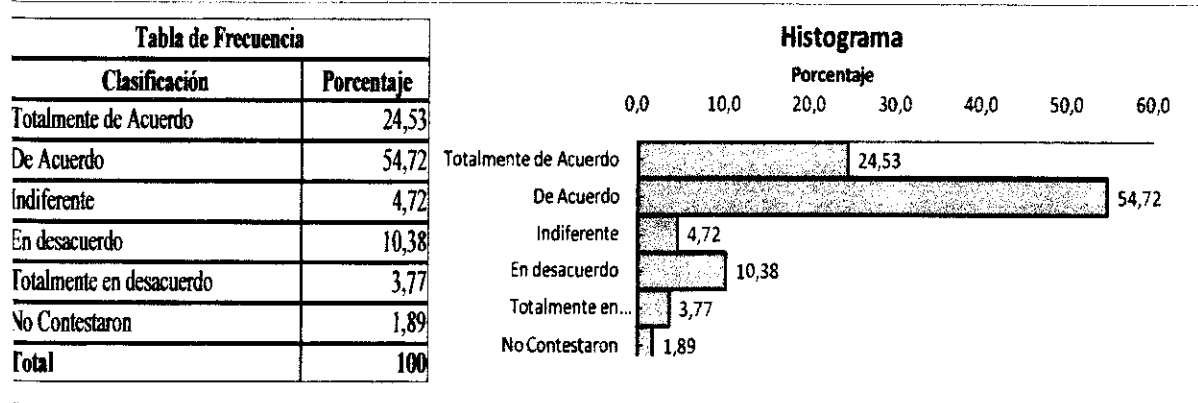 Tabla de Frecuencia
Clasificación Porcentaje
Totalmente de Acuerdo 24,53
De Acuerdo 54,72
Indiferente 4,72
En desacuerdo 10,38
Totalmente en desacuerdo 3,77
No Contestaron 1,89
Total 100
Histograma
Porcentaje
0,0 10,0 20,0 30,0 40,0 50,0 60,0
Totalmente de Acuerdo 24,53
De Acuerdo 54,72
Indiferente 4,72
En desacuerdo 10,38
Totalmente en... 3,77
No Contestaron 1,89